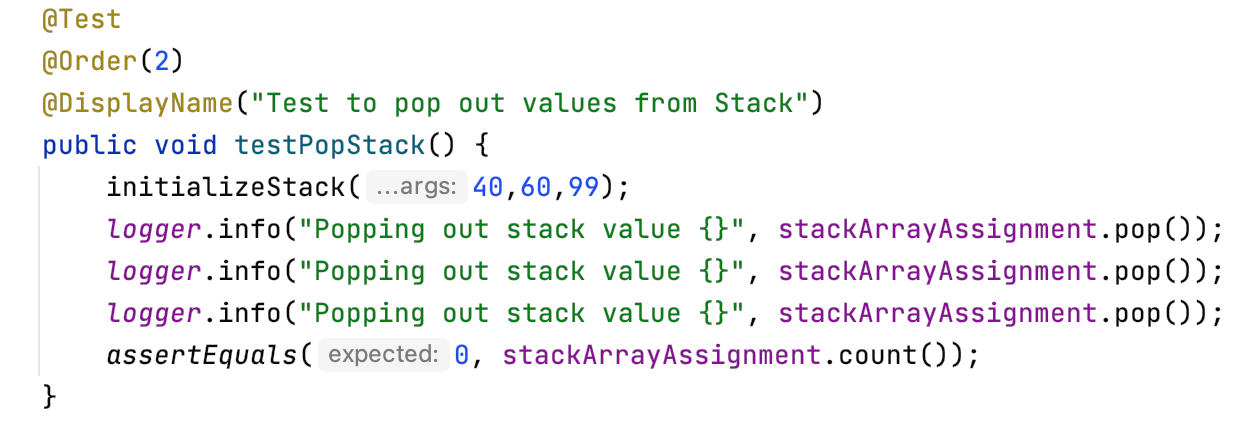 @Test
@Order(2)
@DisplayName("Test to pop out values from Stack")
public void testPopStack() {
initializeStack( ...args: 40,60,99);
logger.info("Popping out stack value {}", stackArrayAssignment.pop());
logger.info("Popping out stack value {}", stackArrayAssignment.pop());
logger.info("Popping out stack value {}", stackArrayAssignment.pop());
assertEquals( expected: 0, stackArrayAssignment.count());
}